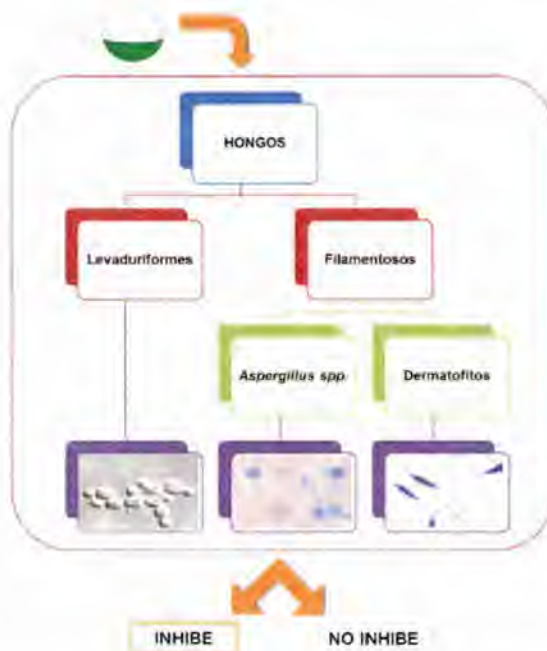 HONGOS
Levaduriformes
Filamentosos
Aspergillus spp.
Dermatofitos
INHIBE
NO INHIBE